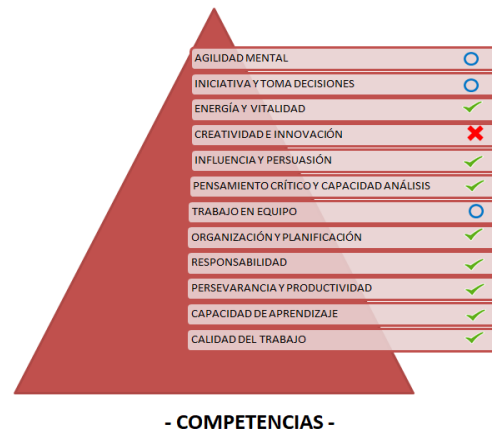 AGILIDAD MENTAL
INICIATIVA Y TOMA DECISIONES
ENERGÍA Y VITALIDAD
CREATIVIDAD E INNOVACIÓN
INFLUENCIA Y PERSUASIÓN
PENSAMIENTO CRÍTICO Y CAPACIDAD ANÁLISIS
TRABAJO EN EQUIPO
ORGANIZACIÓN Y PLANIFICACIÓN
RESPONSABILIDAD
PERSEVARANCIA Y PRODUCTIVIDAD
CAPACIDAD DE APRENDIZAJE
CALIDAD DEL TRABAJO
- COMPETENCIAS -